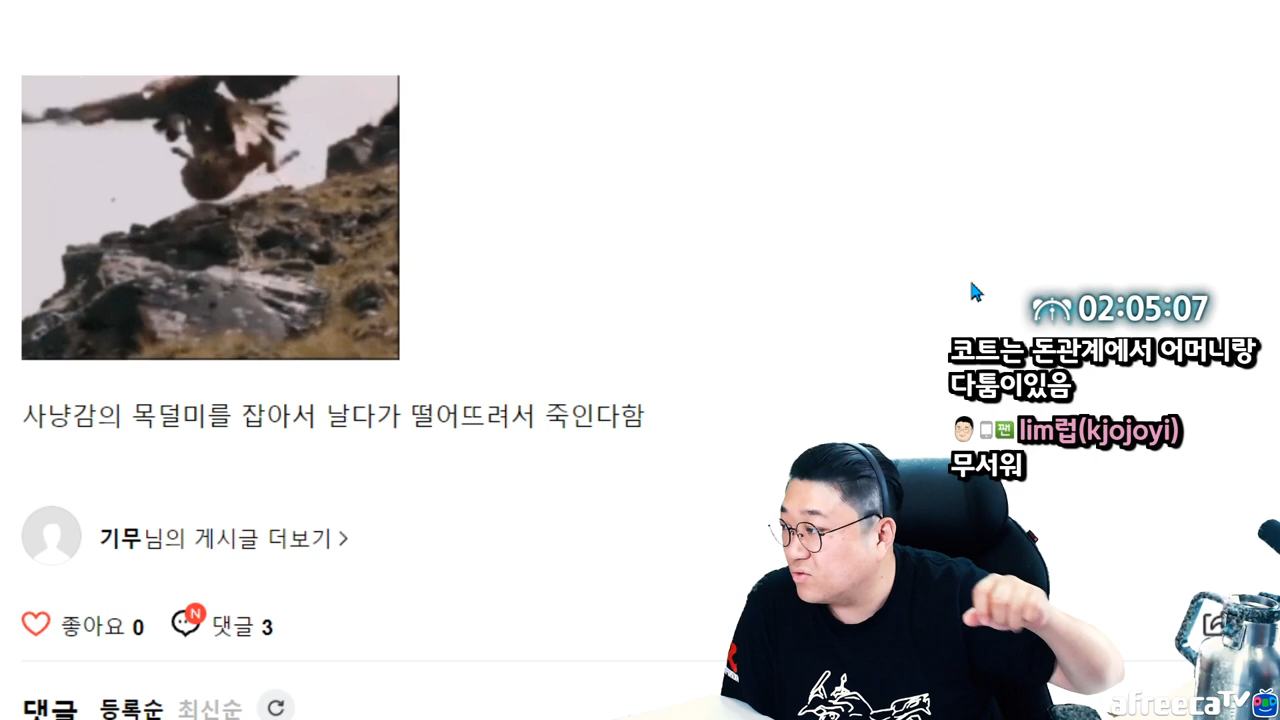 02:05:07
코트는 돈관계에서 어머니랑
다툼이있음
짼 lim럽(kjojoyi)
무서워
사냥감의 목덜미를 잡아서 날다가 떨어뜨려서 죽인다함
기무님의 게시글 더보기 >
좋아요 0 N 댓글 3
댓글 등록순 최신순
afreecaTV